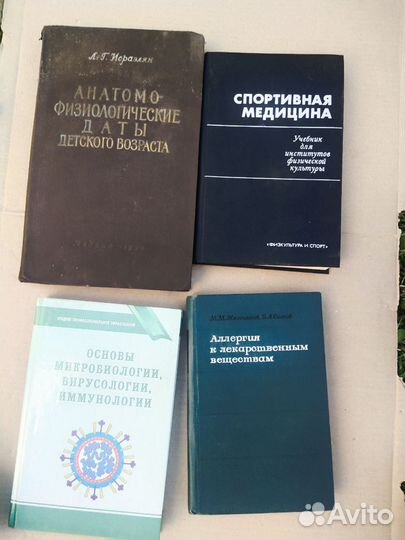 Л. Г. Исраэлян
АНАТОМО-
ФИЗИОЛОГИЧЕСКИЕ
ДАТЫ
ДЕТСКОГО ВОЗРАСТА
СПОРТИВНАЯ
МЕДИЦИНА
Учебник
для
институтов
физической
культуры
«ФИЗКУЛЬТУРА И СПОРТ»
ОСНОВЫ
МИКРОБИОЛОГИИ,
ВИРУСОЛОГИИ,
ИММУНОЛОГИИ
Аллергия
к лекарственным
веществам
Avito